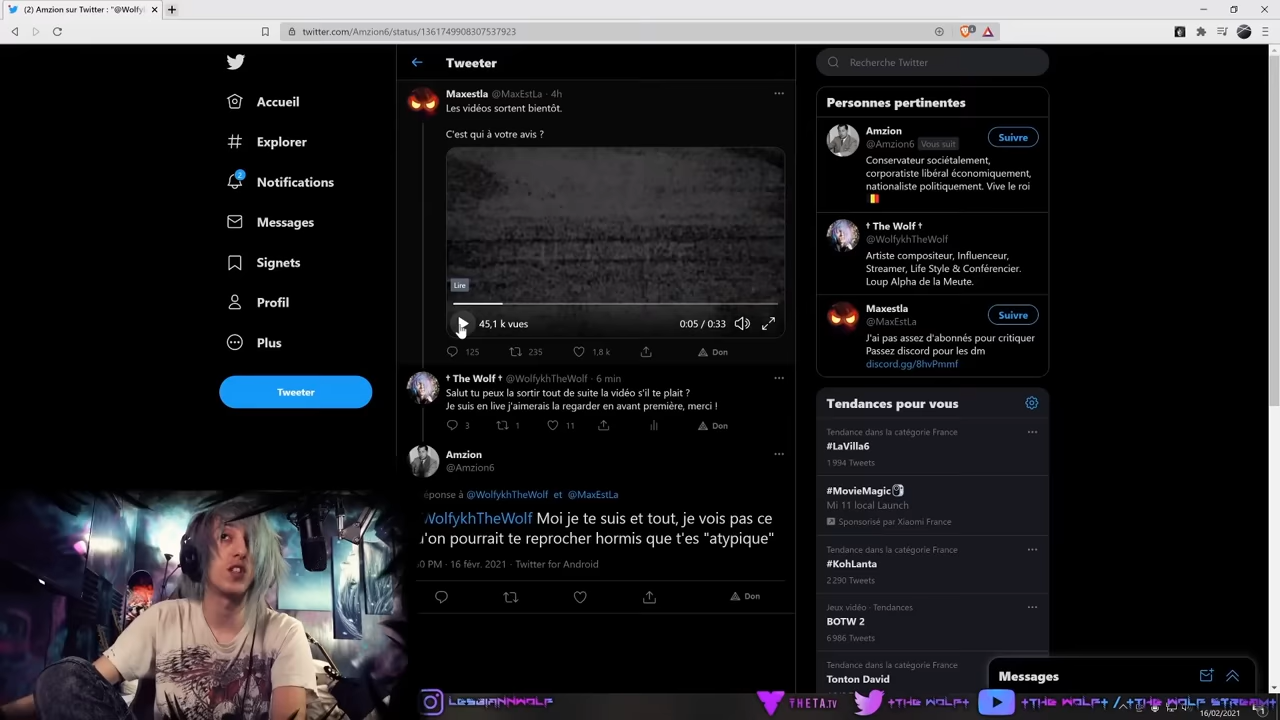 (2) Amzion sur Twitter : "@Wolfy
twitter.com/Amzion6/status/1361749908307537923
Accueil
Explorer
2
Notifications
Messages
Signets
Profil
Plus
Tweeter
Tweeter
Maxestla @MaxEstLa · 4h
Les vidéos sortent bientôt.
C'est qui à votre avis ?
Lire
45,1 k vues
0:05 / 0:33
125
235
1,8 k
Don
† The Wolf † @WolfykhTheWolf · 6 min
Salut tu peux la sortir tout de suite la vidéo s'il te plait ?
Je suis en live j'aimerais la regarder en avant première, merci !
3
1
11
Don
Amzion
@Amzion6
éponse à @WolfykhTheWolf et @MaxEstLa
WolfykhTheWolf Moi je te suis et tout, je vois pas ce
u'on pourrait te reprocher hormis que t'es "atypique"
0 PM · 16 févr. 2021 · Twitter for Android
Don
Recherche Twitter
Personnes pertinentes
Amzion
@Amzion6 Vous suit
Suivre
Conservateur sociétalement,
corporatiste libéral économiquement,
nationaliste politiquement. Vive le roi
† The Wolf †
@WolfykhTheWolf
Artiste compositeur, Influenceur,
Streamer, Life Style & Conférencier.
Loup Alpha de la Meute.
Maxestla
@MaxEstLa
Suivre
J'ai pas assez d'abonnés pour critiquer
Passez discord pour les dm
discord.gg/8hvPmmf
Tendances pour vous
Tendance dans la catégorie France
#LaVilla6
1 994 Tweets
#MovieMagic
Mi 11 local Launch
Sponsorisé par Xiaomi France
Tendance dans la catégorie France
#KohLanta
2 290 Tweets
Jeux vidéo · Tendances
BOTW 2
6 986 Tweets
Tendance dans la catégorie France
Tonton David
Messages
LESBIANNWOLF
THETA.TV
†THE WOLF†
/†THE WOLF STREAM†
16/02/2021